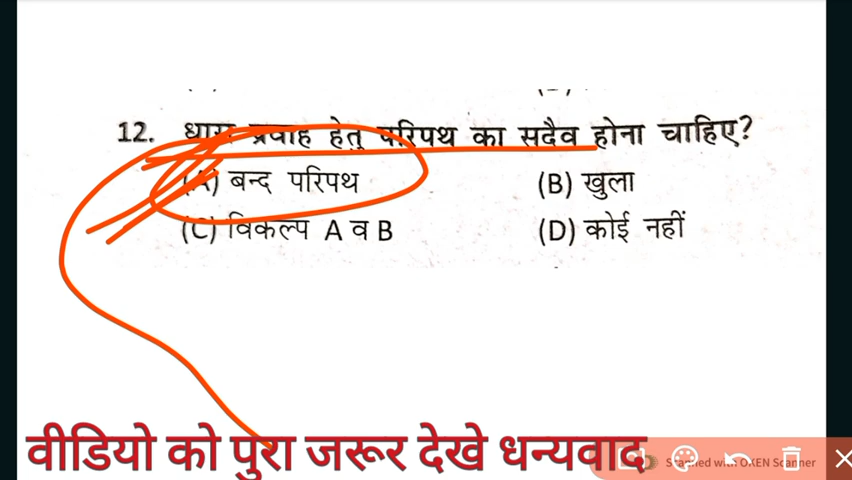 12. धारा प्रवाह हेतु परिपथ का सदैव होना चाहिए?
(A) बन्द परिपथ (B) खुला
(C) विकल्प A व B (D) कोई नहीं
वीडियो को पुरा जरूर देखे धन्यवाद
Scanned with OKEN Scanner